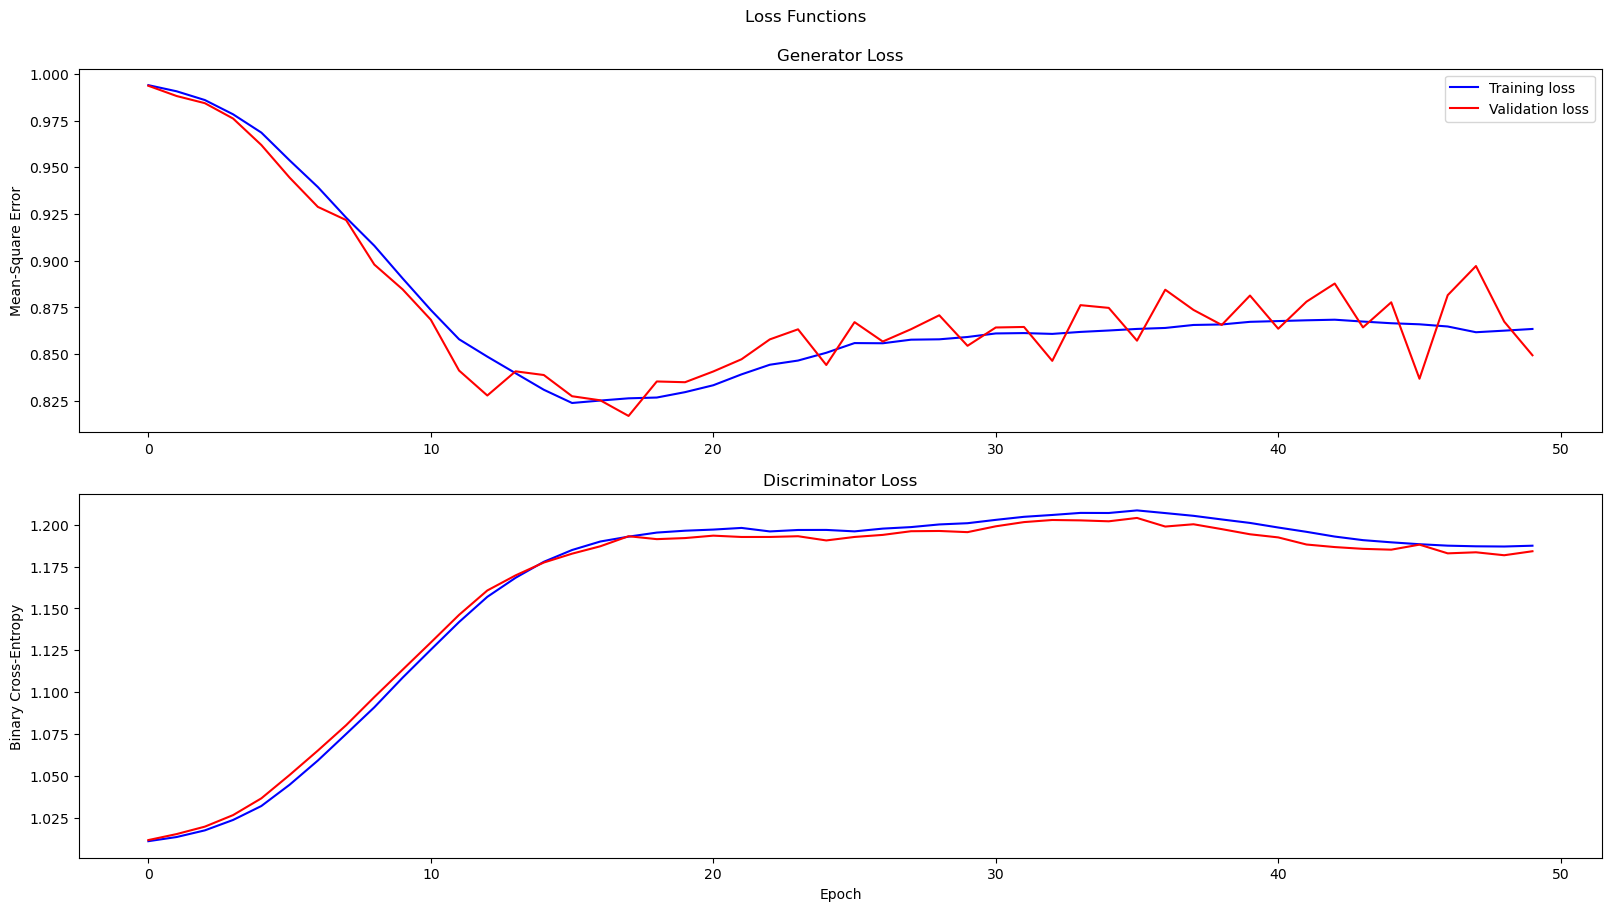 Loss Functions
Generator Loss
Mean-Square Error
1.000
0.975
0.950
0.925
0.900
0.875
0.850
0.825
Training loss
Validation loss
0 10 20 30 40 50
Discriminator Loss
Binary Cross-Entropy
1.200
1.175
1.150
1.125
1.100
1.075
1.050
1.025
0 10 20 30 40 50
Epoch